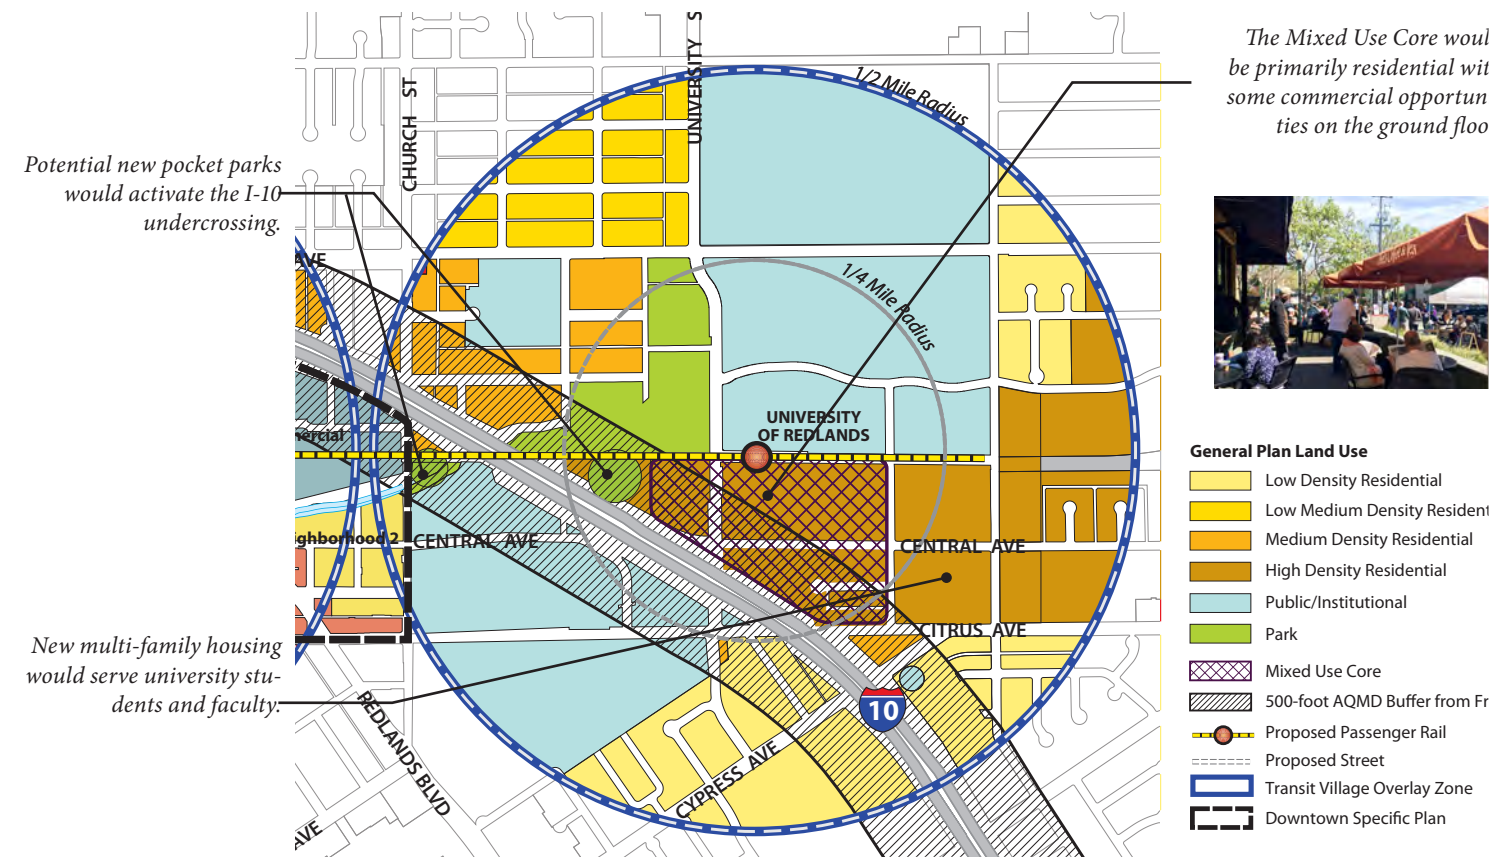 The Mixed Use Core woul
be primarily residential wit
some commercial opportun
ties on the ground floo
Potential new pocket parks
would activate the I-10
undercrossing.
New multi-family housing
would serve university stu-
dents and faculty.
CHURCH ST
UNIVERSITY S
1/2 Mile Radius
1/4 Mile Radius
AVE
ercial
UNIVERSITY
OF REDLANDS
ighborhood 2
CENTRAL AVE
CENTRAL AVE
CITRUS AVE
10
REDLANDS BLVD
CYPRESS AVE
AVE
General Plan Land Use
Low Density Residential
Low Medium Density Resident
Medium Density Residential
High Density Residential
Public/Institutional
Park
Mixed Use Core
500-foot AQMD Buffer from Fr
Proposed Passenger Rail
Proposed Street
Transit Village Overlay Zone
Downtown Specific Plan